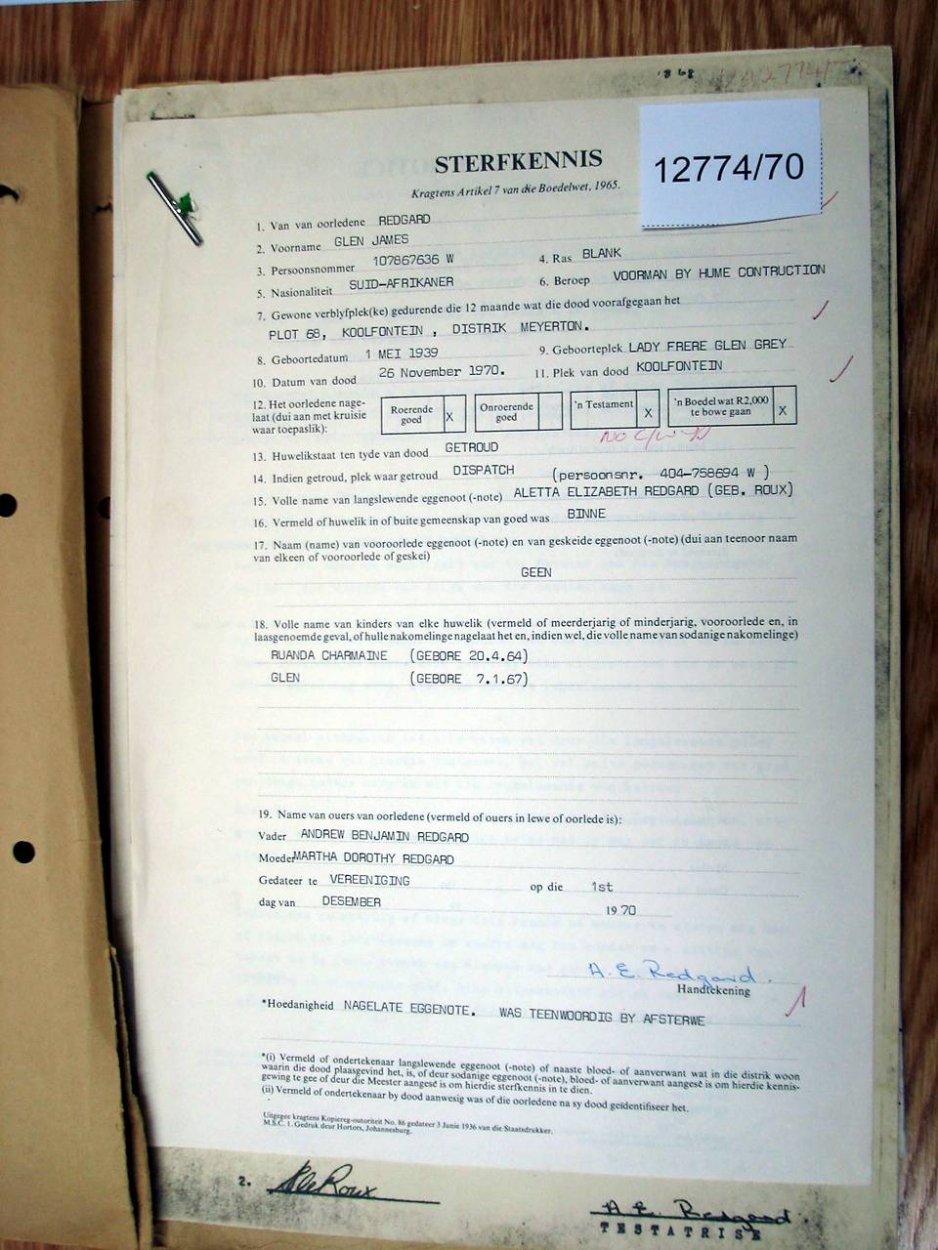 STERFKENNIS
12774/70
Kragtens Artikel 7 van die Boedelwet, 1965.
1. Van van oorledene REDGARD
2. Voorname GLEN JAMES
3. Persoonsnommer 107867636 W 4. Ras BLANK
5. Nasionaliteit SUID-AFRIKANER 6. Beroep VOORMAN BY HUME CONTRUCTION
7. Gewone verblyfplek(ke) gedurende die 12 maande wat die dood voorafgegaan het
PLOT 68, KOOLFONTEIN , DISTRIK MEYERTON.
8. Geboortedatum 1 MEI 1939 9. Geboorteplek LADY FRERE GLEN GREY
10. Datum van dood 26 November 1970. 11. Plek van dood KOOLFONTEIN
12. Het oorledene nage-
laat (dui aan met kruisie
waar toepaslik):
Roerende
goed X
Onroerende
goed
'n Testament X
'n Boedel wat R2,000
te bowe gaan X
13. Huwelikstaat ten tyde van dood GETROUD
14. Indien getroud, plek waar getroud DISPATCH (persoonsnr. 404-758694 W )
15. Volle name van langslewende eggenoot (-note) ALETTA ELIZABETH REDGARD (GEB. ROUX)
16. Vermeld of huwelik in of buite gemeenskap van goed was BINNE
17. Naam (name) van vooroorlede eggenoot (-note) en van geskeide eggenoot (-note) (dui aan teenoor naam
van elkeen of vooroorlede of geskei)
GEEN
18. Volle name van kinders van elke huwelik (vermeld of meerderjarig of minderjarig, vooroorlede en, in
laasgenoemde geval, of hulle nakomelinge nagelaat het en, indien wel, die volle name van sodanige nakomelinge)
RUANDA CHARMAINE (GEBORE 20.4.64)
GLEN (GEBORE 7.1.67)
19. Name van ouers van oorledene (vermeld of ouers in lewe of oorlede is):
Vader ANDREW BENJAMIN REDGARD
Moeder MARTHA DOROTHY REDGARD
Gedateer te VEREENIGING op die 1st
dag van DESEMBER 1970
A. E. Redgard.
Handtekening
*Hoedanigheid NAGELATE EGGENOTE. WAS TEENWOORDIG BY AFSTERWE
*(i) Vermeld of ondertekenaar langslewende eggenoot (-note) of naaste bloed- of aanverwant wat in die distrik woon
waarin die dood plaasgevind het, is, of deur sodanige eggenoot (-note), bloed- of aanverwant aangesê is om hierdie kennis-
gewing te gee of deur die Meester aangesê is om hierdie sterfkennis in te dien.
(ii) Vermeld of ondertekenaar by dood aanwesig was of die oorledene na sy dood geïdentifiseer het.
Uitgegee kragtens Kopiereg-outoriteit No. 86 gedateer 3 Junie 1936 van die Staatsdrukker.
M.S.C. 1. Gedruk deur Hortors, Johannesburg.
2. le Roux
A. E. Redgard
TESTATRISE